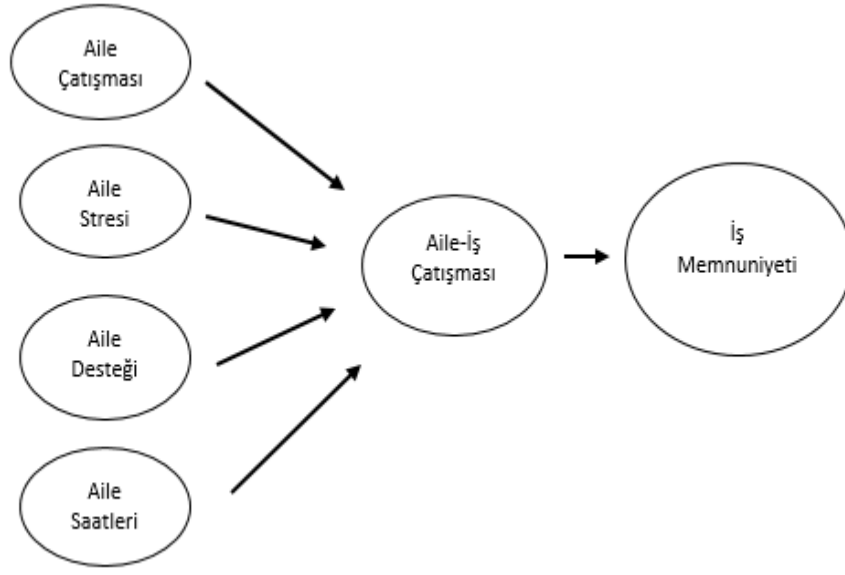 Aile
Çatışması
Aile
Stresi
Aile
Desteği
Aile
Saatleri
Aile-İş
Çatışması
İş
Memnuniyeti